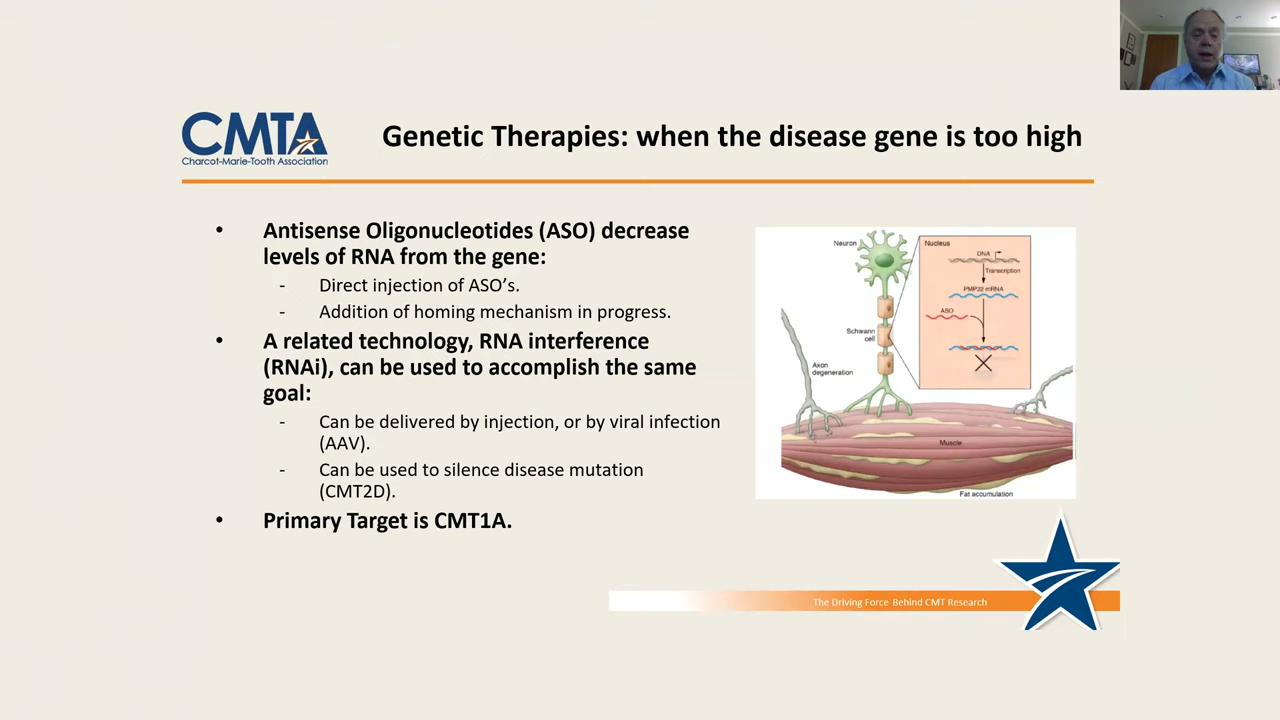 CMTA
Charcot-Marie-Tooth Association
Genetic Therapies: when the disease gene is too high
• Antisense Oligonucleotides (ASO) decrease
levels of RNA from the gene:
- Direct injection of ASO's.
- Addition of homing mechanism in progress.
• A related technology, RNA interference
(RNAi), can be used to accomplish the same
goal:
- Can be delivered by injection, or by viral infection
(AAV).
- Can be used to silence disease mutation
(CMT2D).
• Primary Target is CMT1A.
Neuron
Nucleus
DNA
Transcription
PMP22 mRNA
ASO
Schwann
cell
Axon
degeneration
Muscle
Fat accumulation
The Driving Force Behind CMT Research